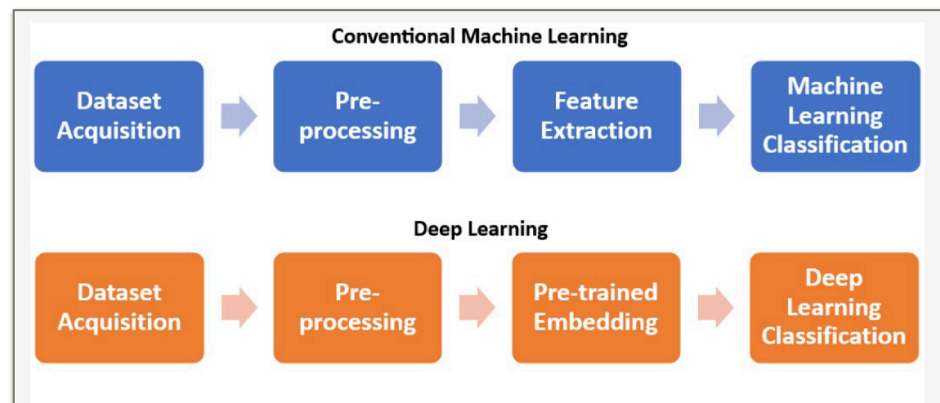 Conventional Machine Learning
Dataset
Acquisition
Pre-
processing
Feature
Extraction
Machine
Learning
Classification
Deep Learning
Dataset
Acquisition
Pre-
processing
Pre-trained
Embedding
Deep
Learning
Classification